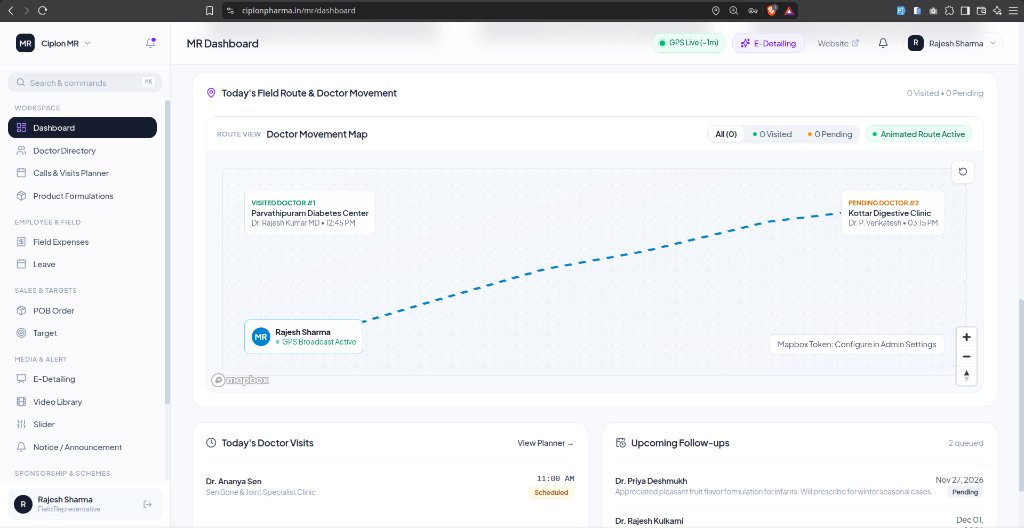 ciplonpharma.in/mr/dashboard
MR
Ciplon MR
MR Dashboard
GPS Live (~1m)
E-Detailing
Website
R
Rajesh Sharma
Search & commands
⌘K
WORKSPACE
Dashboard
Doctor Directory
Calls & Visits Planner
Product Formulations
EMPLOYEE & FIELD
Field Expenses
Leave
SALES & TARGETS
POB Order
Target
MEDIA & ALERT
E-Detailing
Video Library
Slider
Notice / Announcement
SPONSORSHIP & SCHEMES
R
Rajesh Sharma
Field Representative
Today's Field Route & Doctor Movement
0 Visited • 0 Pending
ROUTE VIEW
Doctor Movement Map
All (0)
0 Visited
0 Pending
Animated Route Active
VISITED DOCTOR #1
Parvathipuram Diabetes Center
Dr. Rajesh Kumar MD • 12:45 PM
PENDING DOCTOR #2
Kottar Digestive Clinic
Dr. P. Venkatesh • 03:15 PM
MR
Rajesh Sharma
GPS Broadcast Active
Mapbox Token: Configure in Admin Settings
mapbox
Today's Doctor Visits
View Planner →
Dr. Ananya Sen
11:00 AM
Sen Bone & Joint Specialist Clinic
Scheduled
Upcoming Follow-ups
2 queued
Dr. Priya Deshmukh
Nov 27, 2026
Appreciated pleasant fruit flavor formulation for infants. Will prescribe for winter seasonal cases.
Pending
Dr. Rajesh Kulkarni
Dec 01,